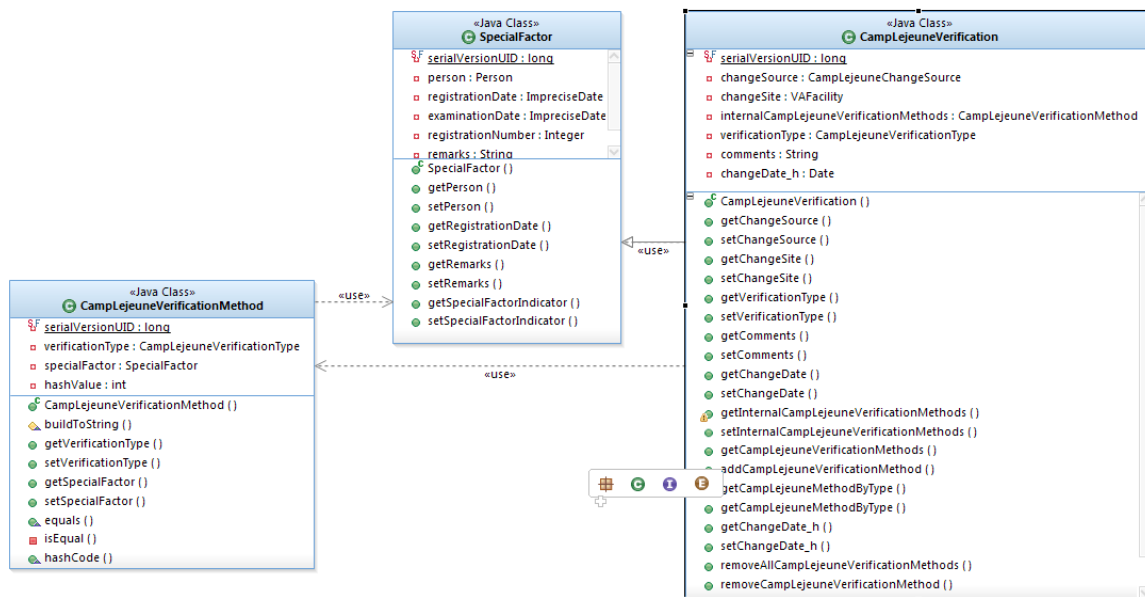 «Java Class»
SpecialFactor
serialVersionUID : long
person : Person
registrationDate : ImpreciseDate
examinationDate : ImpreciseDate
registrationNumber : Integer
remarks : String
SpecialFactor ( )
getPerson ( )
setPerson ( )
getRegistrationDate ( )
setRegistrationDate ( )
getRemarks ( )
setRemarks ( )
getSpecialFactorIndicator ( )
setSpecialFactorIndicator ( )
«Java Class»
CampLejeuneVerification
serialVersionUID : long
changeSource : CampLejeuneChangeSource
changeSite : VAFacility
internalCampLejeuneVerificationMethods : CampLejeuneVerificationMethod
verificationType : CampLejeuneVerificationType
comments : String
changeDate_h : Date
CampLejeuneVerification ( )
getChangeSource ( )
setChangeSource ( )
getChangeSite ( )
setChangeSite ( )
getVerificationType ( )
setVerificationType ( )
getComments ( )
setComments ( )
getChangeDate ( )
setChangeDate ( )
getInternalCampLejeuneVerificationMethods ( )
setInternalCampLejeuneVerificationMethods ( )
getCampLejeuneVerificationMethods ( )
addCampLejeuneVerificationMethod ( )
getCampLejeuneMethodByType ( )
getCampLejeuneMethodByType ( )
getChangeDate_h ( )
setChangeDate_h ( )
removeAllCampLejeuneVerificationMethods ( )
removeCampLejeuneVerificationMethod ( )
«use»
«use»
«use»
«Java Class»
CampLejeuneVerificationMethod
serialVersionUID : long
verificationType : CampLejeuneVerificationType
specialFactor : SpecialFactor
hashValue : int
CampLejeuneVerificationMethod ( )
buildToString ( )
getVerificationType ( )
setVerificationType ( )
getSpecialFactor ( )
setSpecialFactor ( )
equals ( )
isEqual ( )
hashCode ( )
C I E